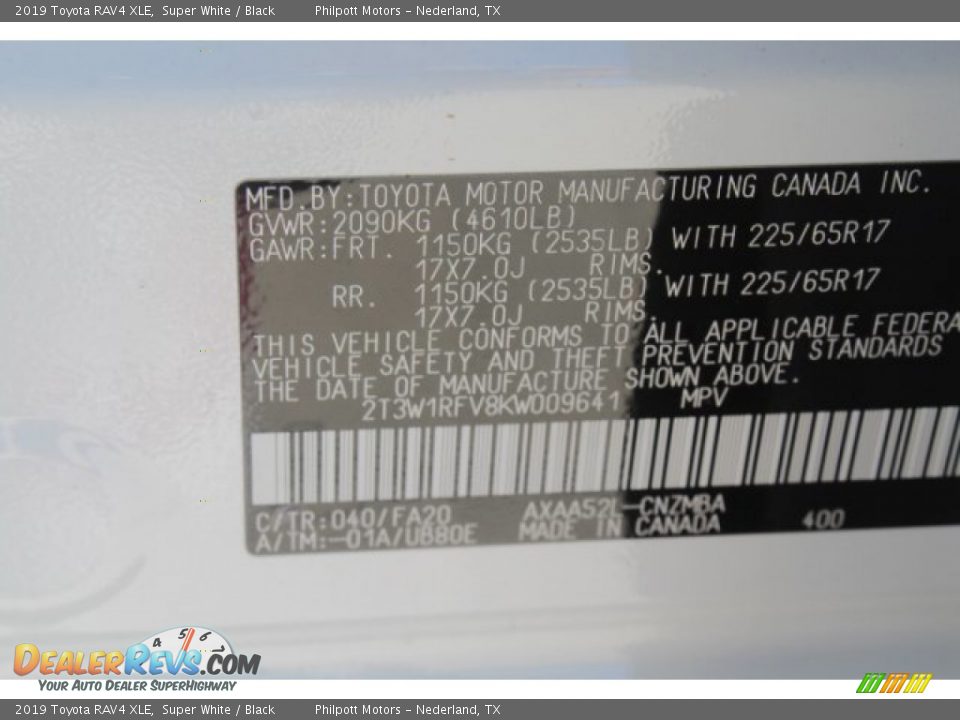 2019 Toyota RAV4 XLE, Super White / Black Philpott Motors - Nederland, TX
MFD.BY:TOYOTA MOTOR MANUFACTURING CANADA INC.
GVWR:2090KG (4610LB)
GAWR:FRT. 1150KG (2535LB) WITH 225/65R17
17X7.0J RIMS.
RR. 1150KG (2535LB) WITH 225/65R17
17X7.0J RIMS.
THIS VEHICLE CONFORMS TO ALL APPLICABLE FEDERA
VEHICLE SAFETY AND THEFT PREVENTION STANDARDS
THE DATE OF MANUFACTURE SHOWN ABOVE.
2T3W1RFV8KW009641 MPV
C/TR:040/FA20 AXAA52L-CNZMBA
A/TM:-01A/UB80E MADE IN CANADA 400
4 5 6
DEALERREVS.COM
YOUR AUTO DEALER SUPERHIGHWAY
2019 Toyota RAV4 XLE, Super White / Black Philpott Motors - Nederland, TX